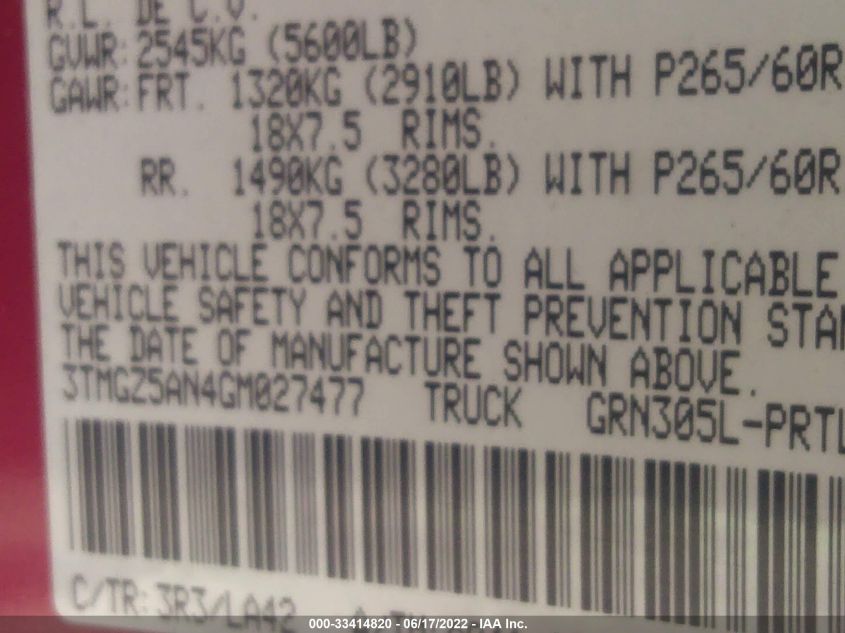 R.L. DE C.V.
GVWR: 2545KG (5600LB)
GAWR: FRT. 1320KG (2910LB) WITH P265/60R
18X7.5 RIMS.
RR. 1490KG (3280LB) WITH P265/60R
18X7.5 RIMS.
THIS VEHICLE CONFORMS TO ALL APPLICABLE
VEHICLE SAFETY AND THEFT PREVENTION STAN
THE DATE OF MANUFACTURE SHOWN ABOVE.
3TMGZ5AN4GM027477 TRUCK GRN305L-PRTL
C/TR: 3R3/LA42
000-33414820 - 06/17/2022 - IAA Inc.